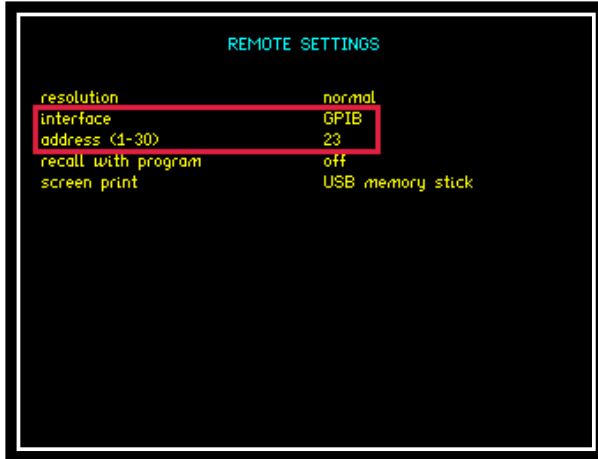 REMOTE SETTINGS
resolution normal
interface GPIB
address (1-30) 23
recall with program off
screen print USB memory stick